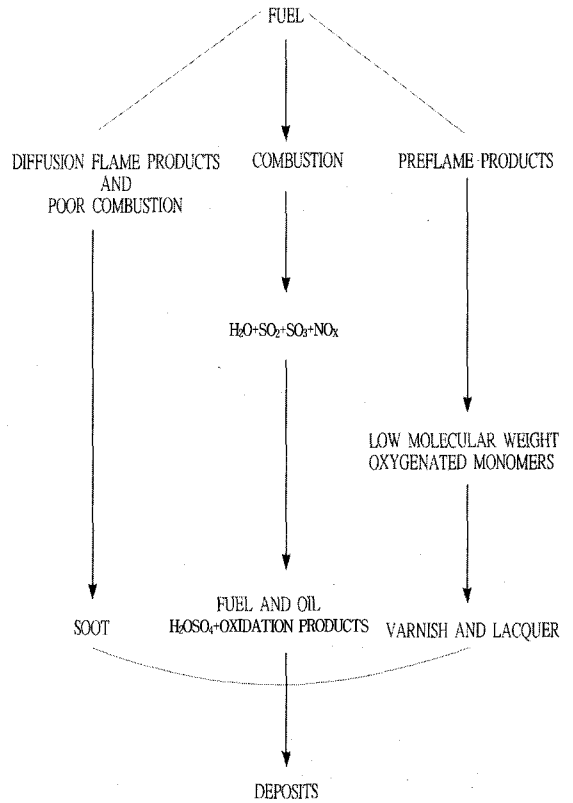 FUEL
DIFFUSION FLAME PRODUCTS
AND
POOR COMBUSTION
COMBUSTION
PREFLAME PRODUCTS
H₂O+SO₂+SO₃+NOₓ
LOW MOLECULAR WEIGHT
OXYGENATED MONOMERS
SOOT
FUEL AND OIL
H₂OSO₄+OXIDATION PRODUCTS
VARNISH AND LACQUER
DEPOSITS